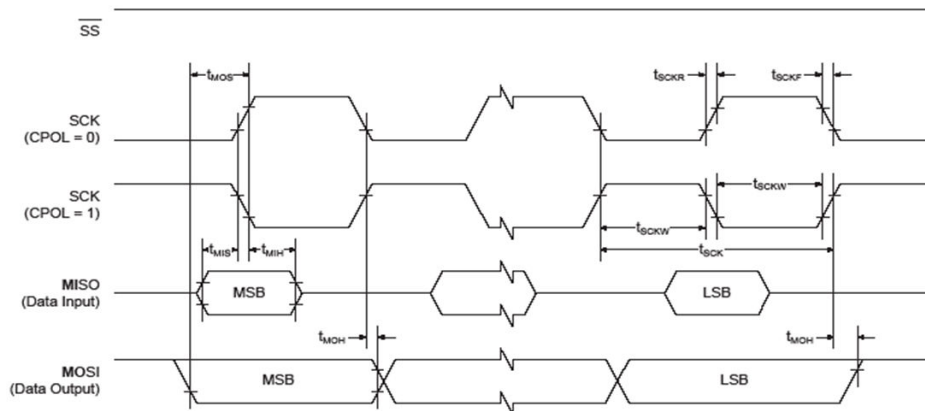 SS
tMOS
tSCKR
tSCKF
SCK
(CPOL = 0)
SCK
(CPOL = 1)
tSCKW
tSCKW
tSCK
tMIS
tMIH
MISO
(Data Input)
MSB
LSB
tMOH
tMOH
MOSI
(Data Output)
MSB
LSB